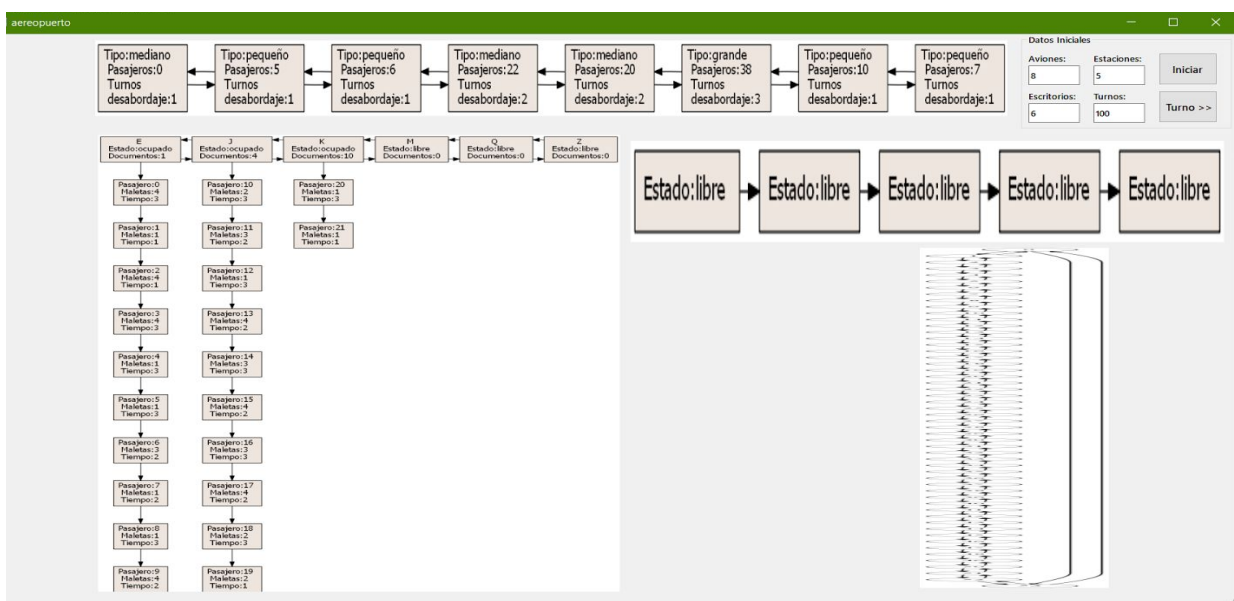 aereopuerto
Tipo:mediano
Pasajeros:0
Turnos
desabordaje:1
Tipo:pequeño
Pasajeros:5
Turnos
desabordaje:1
Tipo:pequeño
Pasajeros:6
Turnos
desabordaje:1
Tipo:mediano
Pasajeros:22
Turnos
desabordaje:2
Tipo:mediano
Pasajeros:20
Turnos
desabordaje:2
Tipo:grande
Pasajeros:38
Turnos
desabordaje:3
Tipo:pequeño
Pasajeros:10
Turnos
desabordaje:1
Tipo:pequeño
Pasajeros:7
Turnos
desabordaje:1
Datos Iniciales
Aviones:
8
Estaciones:
5
Iniciar
Escritorios:
6
Turnos:
100
Turno >>
E
Estado:ocupado
Documentos:1
J
Estado:ocupado
Documentos:4
K
Estado:ocupado
Documentos:10
M
Estado:libre
Documentos:0
Q
Estado:libre
Documentos:0
Z
Estado:libre
Documentos:0
Pasajero:0
Maletas:4
Tiempo:3
Pasajero:1
Maletas:1
Tiempo:1
Pasajero:2
Maletas:4
Tiempo:1
Pasajero:3
Maletas:4
Tiempo:3
Pasajero:4
Maletas:1
Tiempo:3
Pasajero:5
Maletas:1
Tiempo:3
Pasajero:6
Maletas:3
Tiempo:2
Pasajero:7
Maletas:1
Tiempo:2
Pasajero:8
Maletas:1
Tiempo:3
Pasajero:9
Maletas:4
Tiempo:2
Pasajero:10
Maletas:2
Tiempo:3
Pasajero:11
Maletas:3
Tiempo:2
Pasajero:12
Maletas:1
Tiempo:3
Pasajero:13
Maletas:4
Tiempo:2
Pasajero:14
Maletas:3
Tiempo:3
Pasajero:15
Maletas:4
Tiempo:2
Pasajero:16
Maletas:3
Tiempo:3
Pasajero:17
Maletas:4
Tiempo:2
Pasajero:18
Maletas:2
Tiempo:3
Pasajero:19
Maletas:2
Tiempo:1
Pasajero:20
Maletas:1
Tiempo:3
Pasajero:21
Maletas:1
Tiempo:1
Estado:libre
Estado:libre
Estado:libre
Estado:libre
Estado:libre